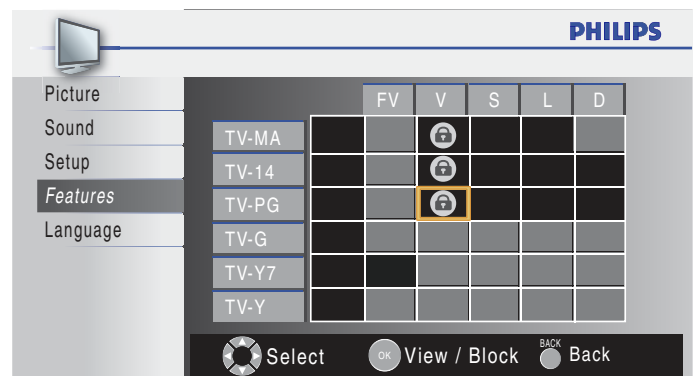 PHILIPS
Picture
Sound
Setup
Features
Language
FV V S L D
TV-MA
TV-14
TV-PG
TV-G
TV-Y7
TV-Y
Select OK View / Block BACK Back